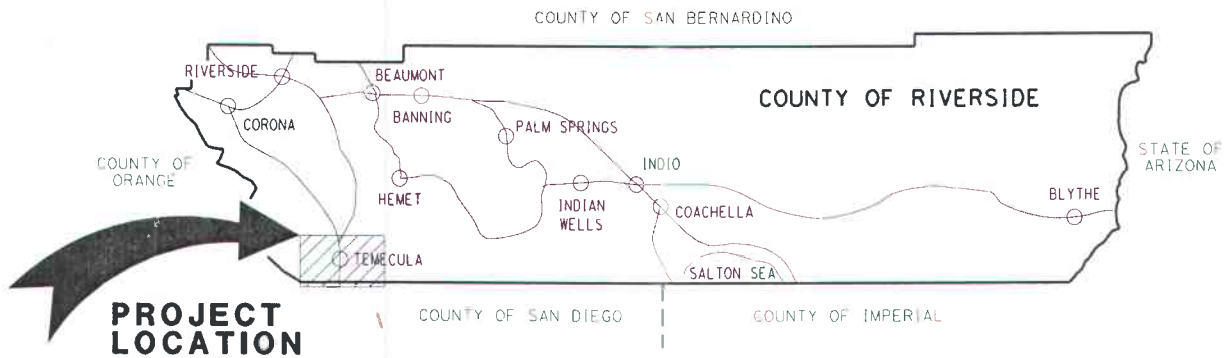 COUNTY OF SAN BERNARDINO
RIVERSIDE
BEAUMONT
COUNTY OF RIVERSIDE
CORONA
BANNING
PALM SPRINGS
COUNTY OF
ORANGE
INDIO
STATE OF
ARIZONA
HEMET
INDIAN
WELLS
COACHELLA
BLYTHE
TEMECULA
SALTON SEA
PROJECT
LOCATION
COUNTY OF SAN DIEGO
COUNTY OF IMPERIAL